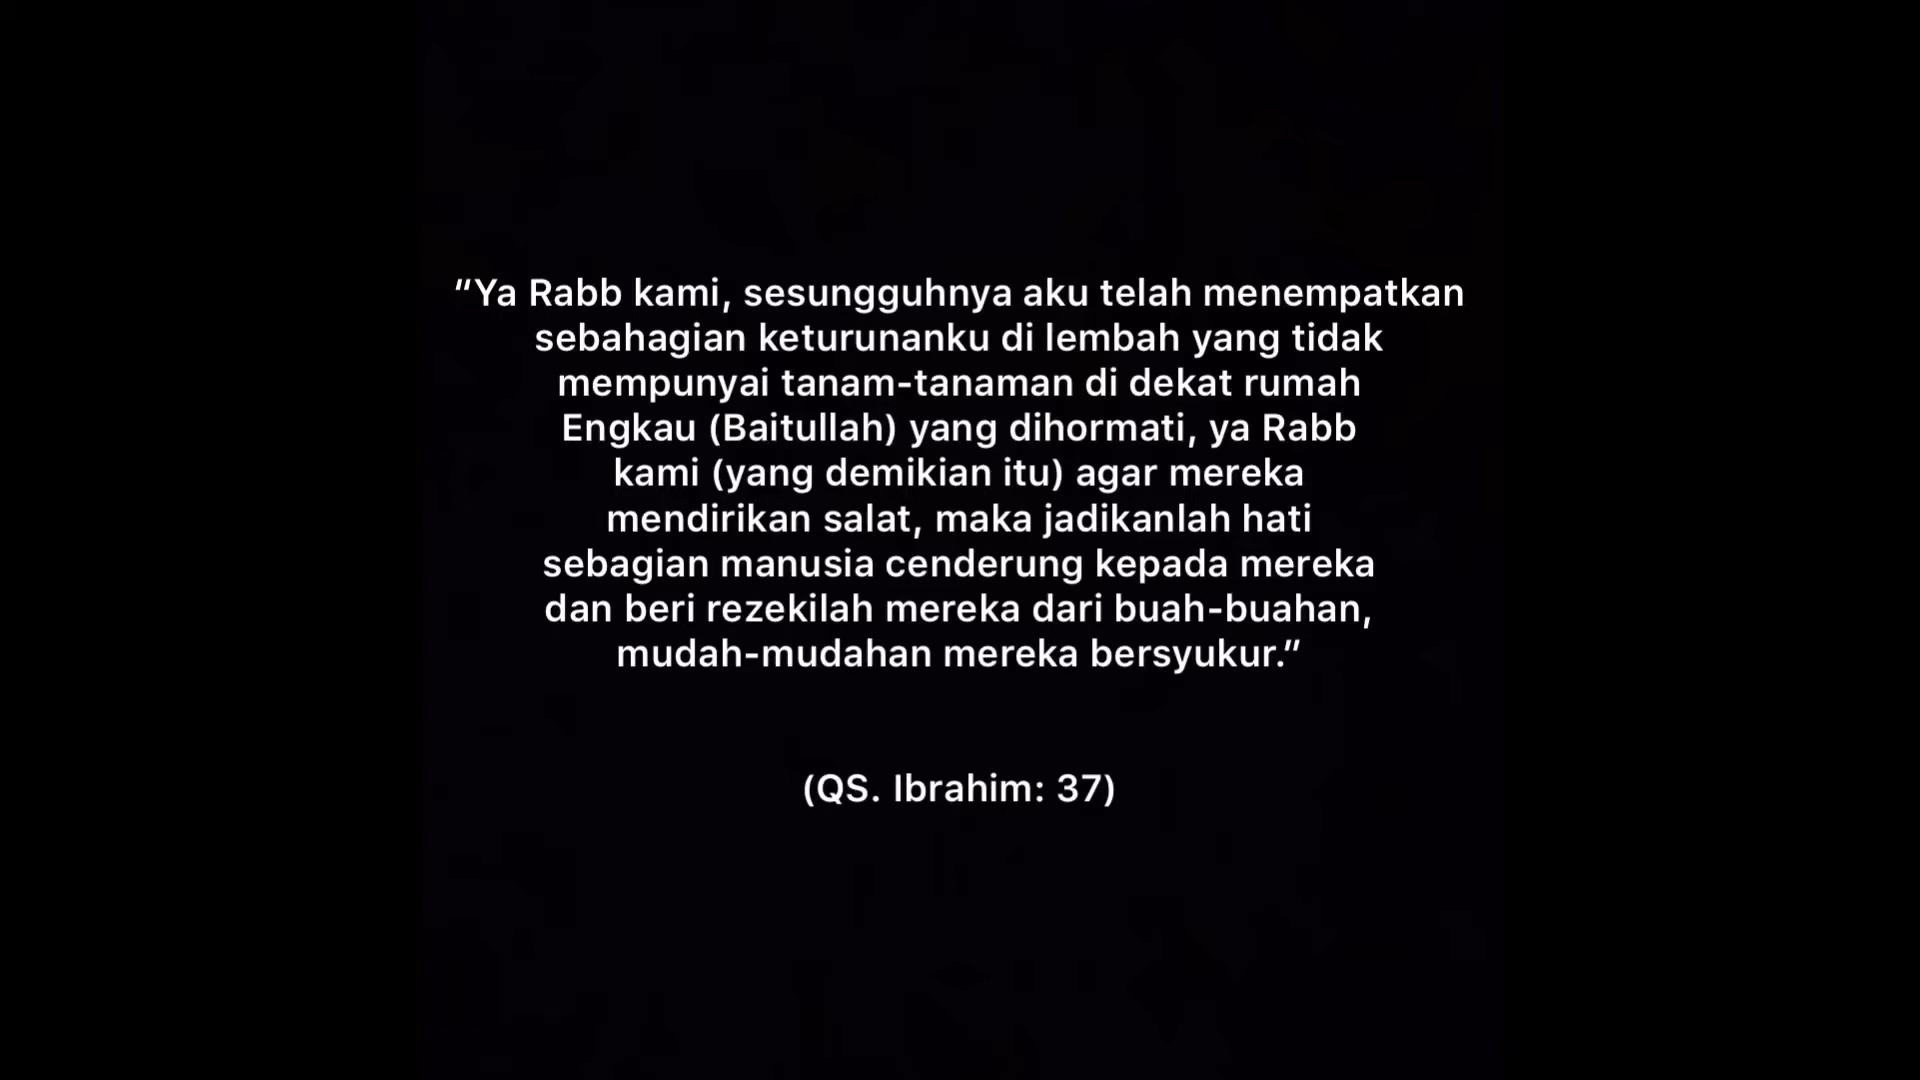 “Ya Rabb kami, sesungguhnya aku telah menempatkan
sebahagian keturunanku di lembah yang tidak
mempunyai tanam-tanaman di dekat rumah
Engkau (Baitullah) yang dihormati, ya Rabb
kami (yang demikian itu) agar mereka
mendirikan salat, maka jadikanlah hati
sebagian manusia cenderung kepada mereka
dan beri rezekilah mereka dari buah-buahan,
mudah-mudahan mereka bersyukur.”
(QS. Ibrahim: 37)